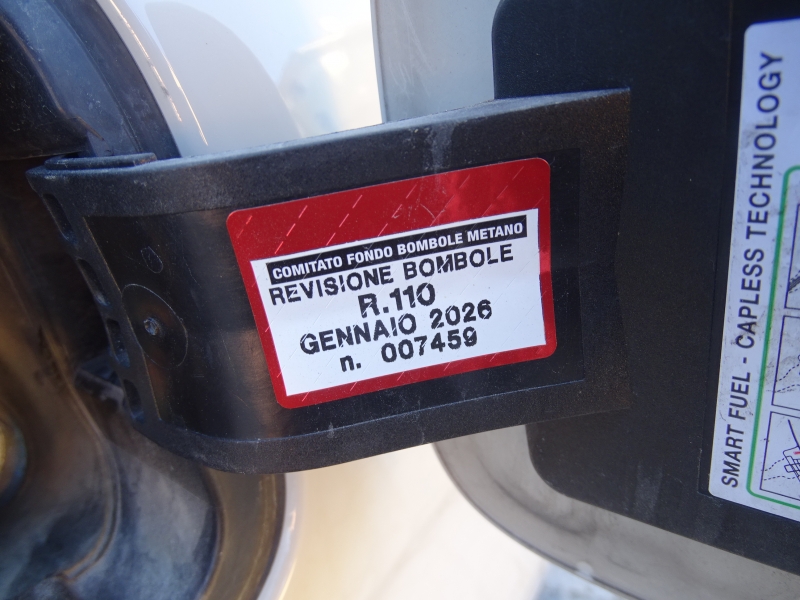 COMITATO FONDO BOMBOLE METANO
REVISIONE BOMBOLE
R.110
GENNAIO 2026
n. 007459
SMART FUEL - CAPLESS TECHNOLOGY